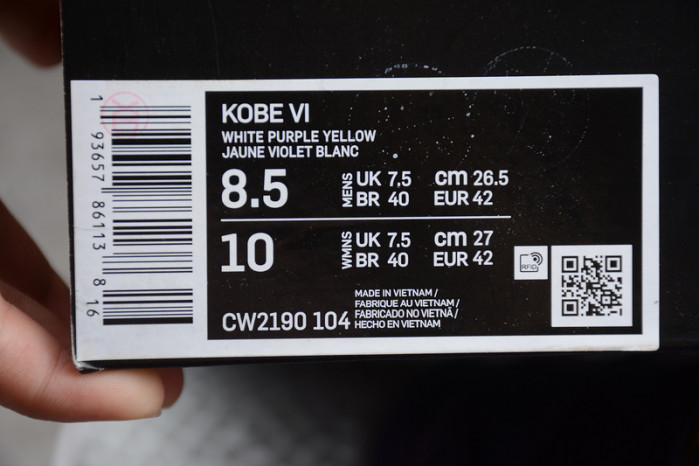 KOBE VI
WHITE PURPLE YELLOW
JAUNE VIOLET BLANC
8.5 MENS UK 7.5 cm 26.5
BR 40 EUR 42
10 WMNS UK 7.5 cm 27
BR 40 EUR 42
RFID
MADE IN VIETNAM /
FABRIQUE AU VIETNAM /
FABRICADO NO VIETNÃ /
HECHO EN VIETNAM
CW2190 104
1 93657 86113 8 16